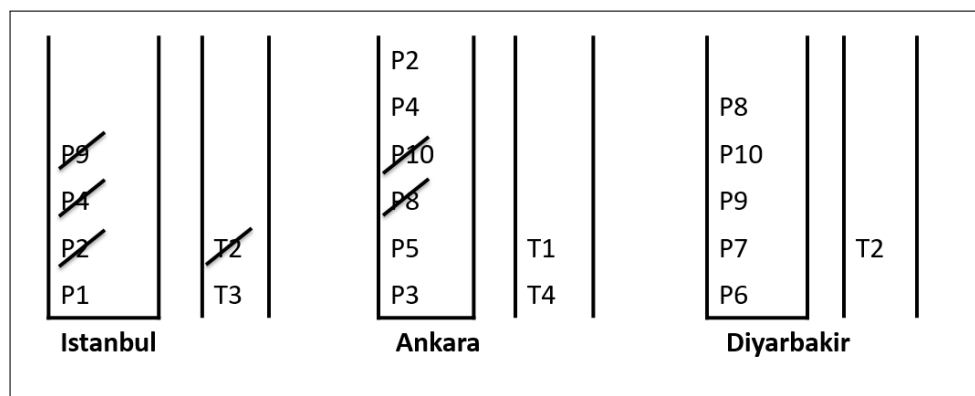 P2
P4 P8
P9 P10 P10
P4 P8 P9
P2 T2 P5 T1 P7 T2
P1 T3 P3 T4 P6
Istanbul Ankara Diyarbakir